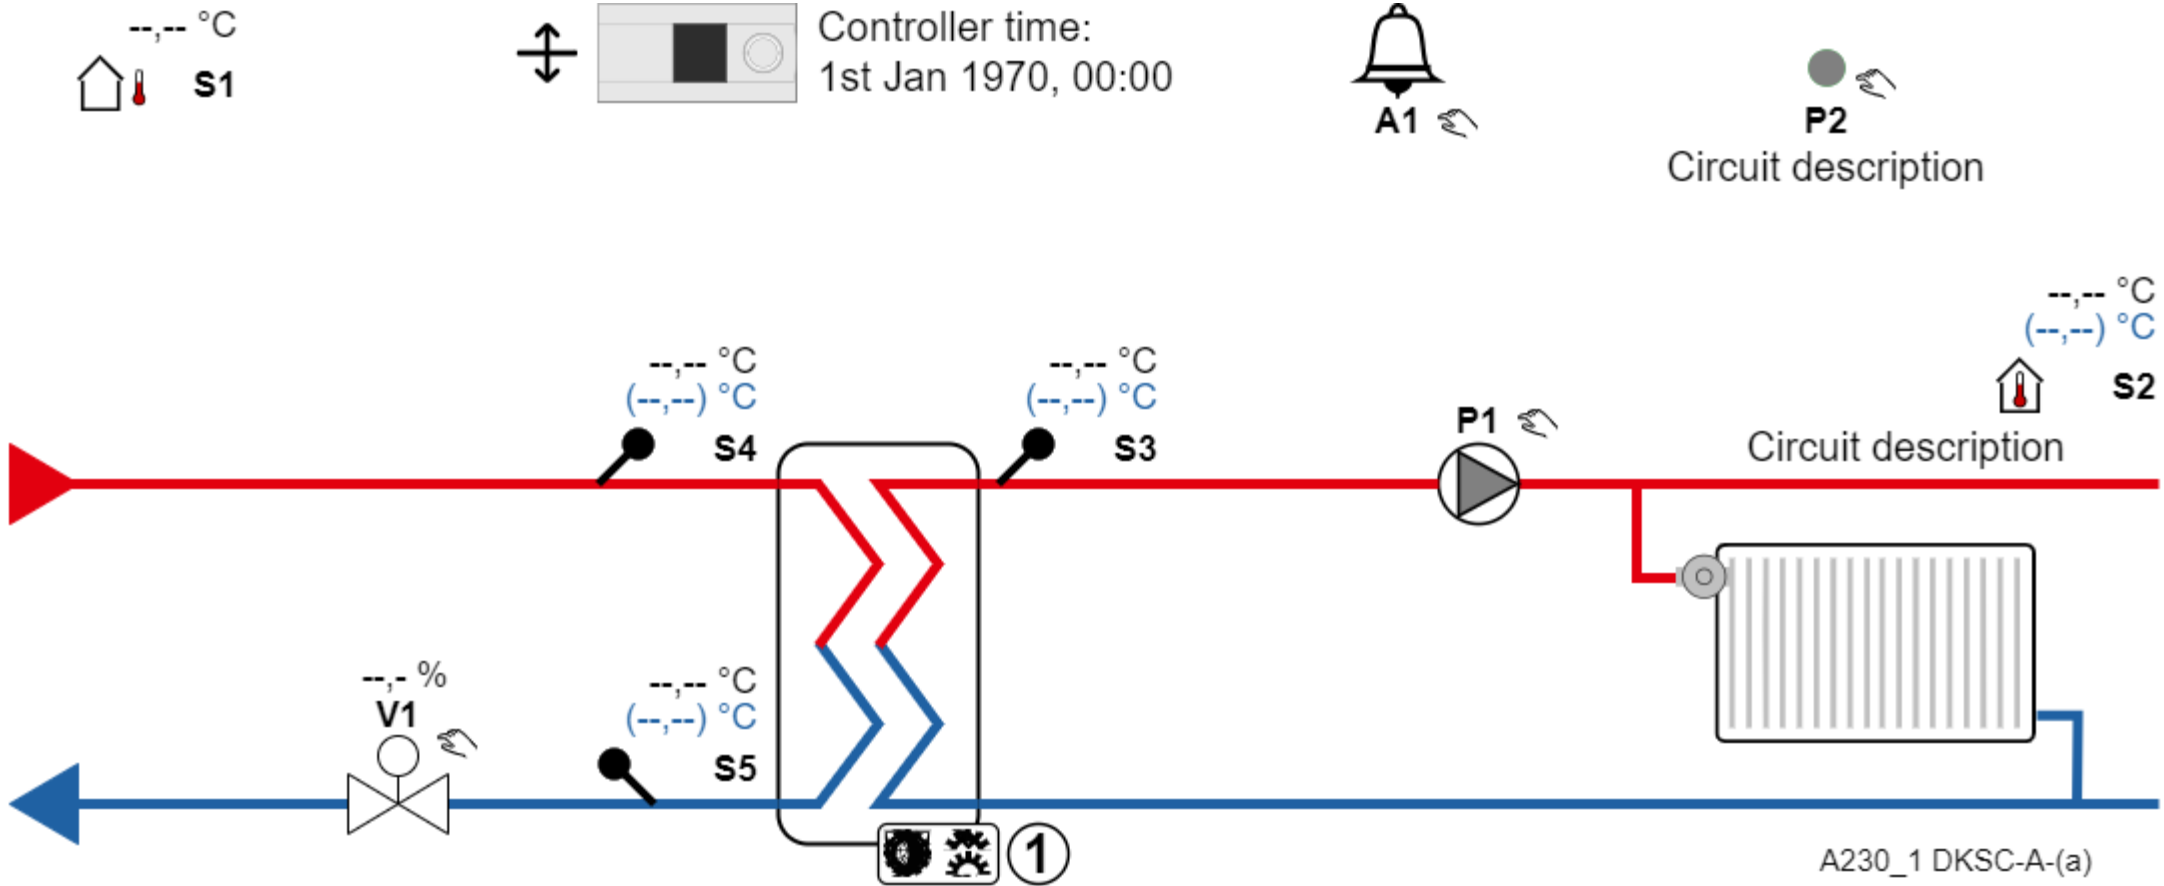 --,-- °C
S1
Controller time:
1st Jan 1970, 00:00
A1
P2
Circuit description
--,-- °C
(--,--) °C
S2
--,-- °C
(--,--) °C
S4
--,-- °C
(--,--) °C
S3
P1
Circuit description
--,- %
V1
--,-- °C
(--,--) °C
S5
1
A230_1 DKSC-A-(a)